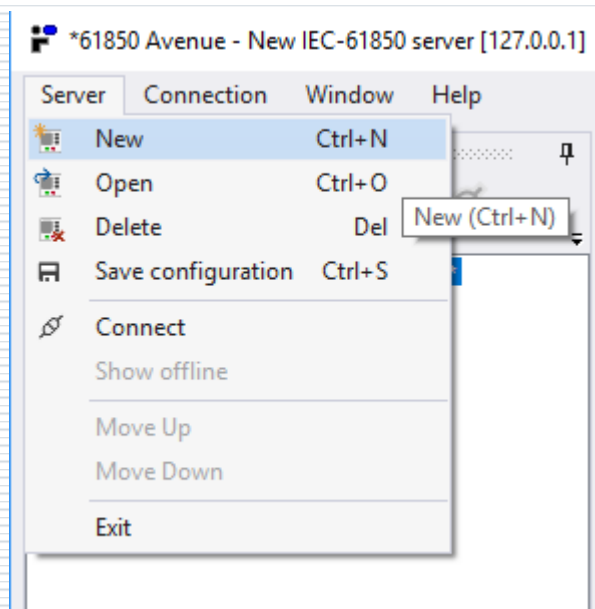 *61850 Avenue - New IEC-61850 server [127.0.0.1]
Server Connection Window Help
New Ctrl+N
Open Ctrl+O
New (Ctrl+N)
Delete Del
Save configuration Ctrl+S
Connect
Show offline
Move Up
Move Down
Exit